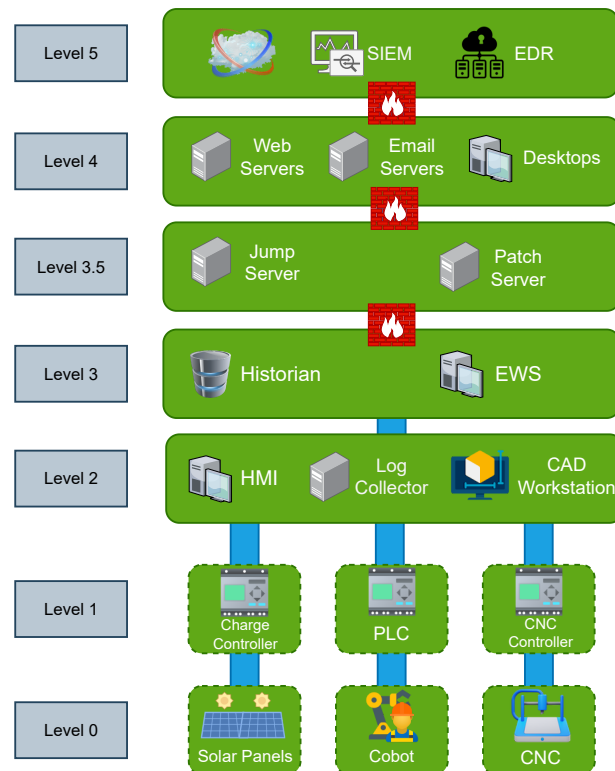 Level 5
SIEM
EDR
Level 4
Web
Servers
Email
Servers
Desktops
Level 3.5
Jump
Server
Patch
Server
Level 3
Historian
EWS
Level 2
HMI
Log
Collector
CAD
Workstation
Level 1
Charge
Controller
PLC
CNC
Controller
Level 0
Solar Panels
Cobot
CNC